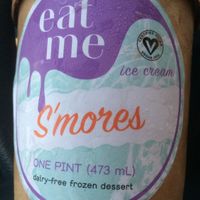 eat
me
ice cream
S'mores
ONE PINT (473 mL)
dairy-free frozen dessert